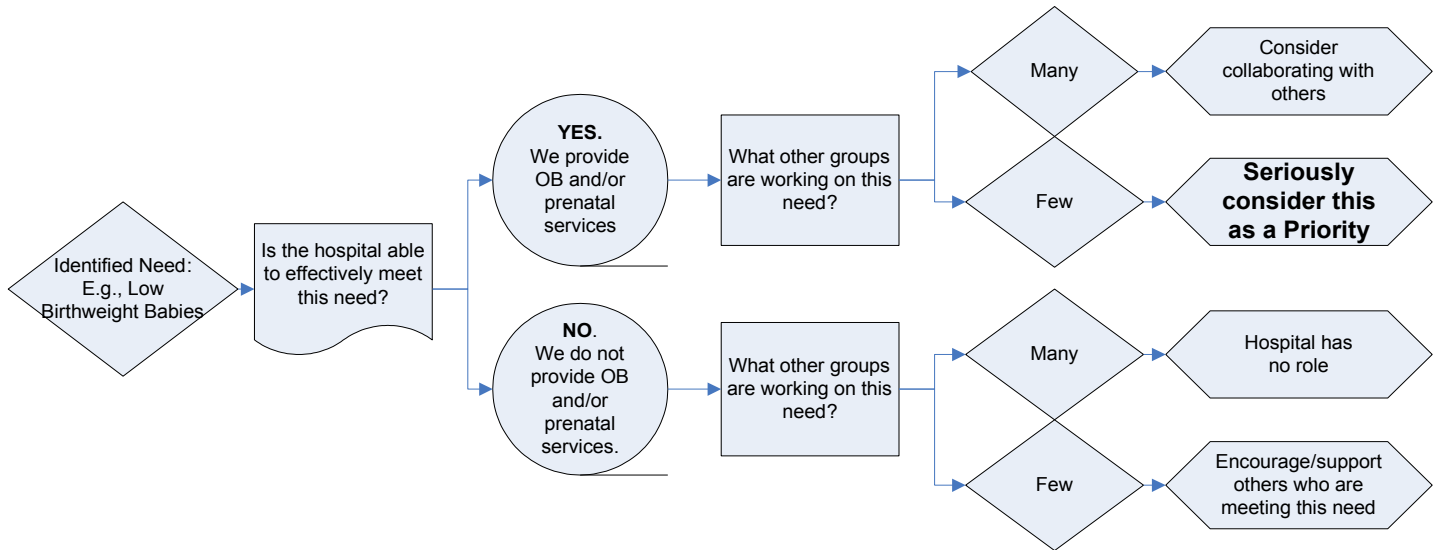 Identified Need:
E.g., Low
Birthweight Babies
Is the hospital able
to effectively meet
this need?
YES.
We provide
OB and/or
prenatal
services
What other groups
are working on this
need?
Many
Consider
collaborating with
others
Few
Seriously
consider this
as a Priority
NO.
We do not
provide OB
and/or
prenatal
services.
What other groups
are working on this
need?
Many
Hospital has
no role
Few
Encourage/support
others who are
meeting this need